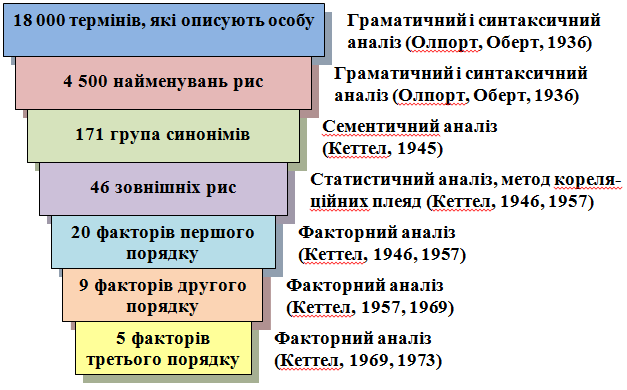 18 000 термінів, які описують особу
Граматичний і синтаксичний
аналіз (Олпорт, Оберт, 1936)
4 500 найменувань рис
Граматичний і синтаксичний
аналіз (Олпорт, Оберт, 1936)
171 група синонімів
Сементичний аналіз
(Кеттел, 1945)
46 зовнішніх рис
Статистичний аналіз, метод кореля-
ційних плеяд (Кеттел, 1946, 1957)
20 факторів першого
порядку
Факторний аналіз
(Кеттел, 1946, 1957)
9 факторів другого
порядку
Факторний аналіз
(Кеттел, 1957, 1969)
5 факторів
третього порядку
Факторний аналіз
(Кеттел, 1969, 1973)